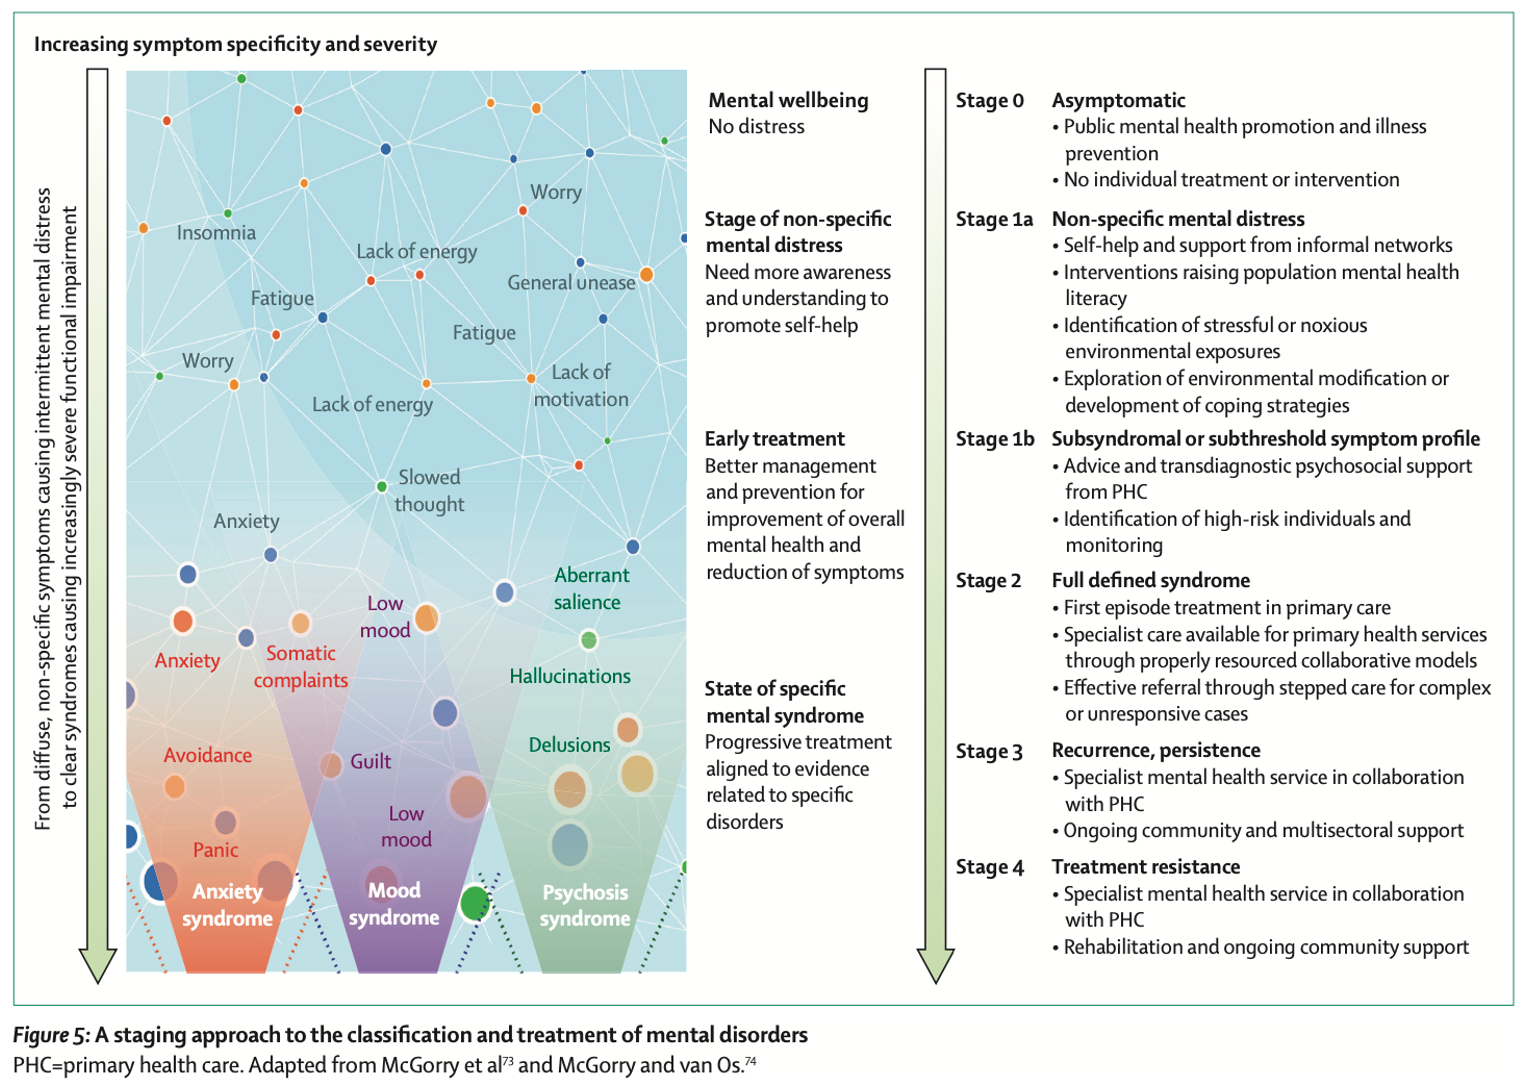 Increasing symptom specificity and severity
From diffuse, non-specific symptoms causing intermittent mental distress
to clear syndromes causing increasingly severe functional impairment
Worry
Insomnia
Lack of energy
General unease
Fatigue
Fatigue
Worry
Lack of
motivation
Lack of energy
Slowed
thought
Anxiety
Aberrant
salience
Low
mood
Anxiety
Somatic
complaints
Hallucinations
Avoidance
Guilt
Delusions
Low
mood
Panic
Anxiety
syndrome
Mood
syndrome
Psychosis
syndrome
Mental wellbeing
No distress
Stage of non-specific
mental distress
Need more awareness
and understanding to
promote self-help
Early treatment
Better management
and prevention for
improvement of overall
mental health and
reduction of symptoms
State of specific
mental syndrome
Progressive treatment
aligned to evidence
related to specific
disorders
Stage 0 Asymptomatic
• Public mental health promotion and illness
prevention
• No individual treatment or intervention
Stage 1a Non-specific mental distress
• Self-help and support from informal networks
• Interventions raising population mental health
literacy
• Identification of stressful or noxious
environmental exposures
• Exploration of environmental modification or
development of coping strategies
Stage 1b Subsyndromal or subthreshold symptom profile
• Advice and transdiagnostic psychosocial support
from PHC
• Identification of high-risk individuals and
monitoring
Stage 2 Full defined syndrome
• First episode treatment in primary care
• Specialist care available for primary health services
through properly resourced collaborative models
• Effective referral through stepped care for complex
or unresponsive cases
Stage 3 Recurrence, persistence
• Specialist mental health service in collaboration
with PHC
• Ongoing community and multisectoral support
Stage 4 Treatment resistance
• Specialist mental health service in collaboration
with PHC
• Rehabilitation and ongoing community support
Figure 5: A staging approach to the classification and treatment of mental disorders
PHC=primary health care. Adapted from McGorry et al⁷³ and McGorry and van Os.⁷⁴